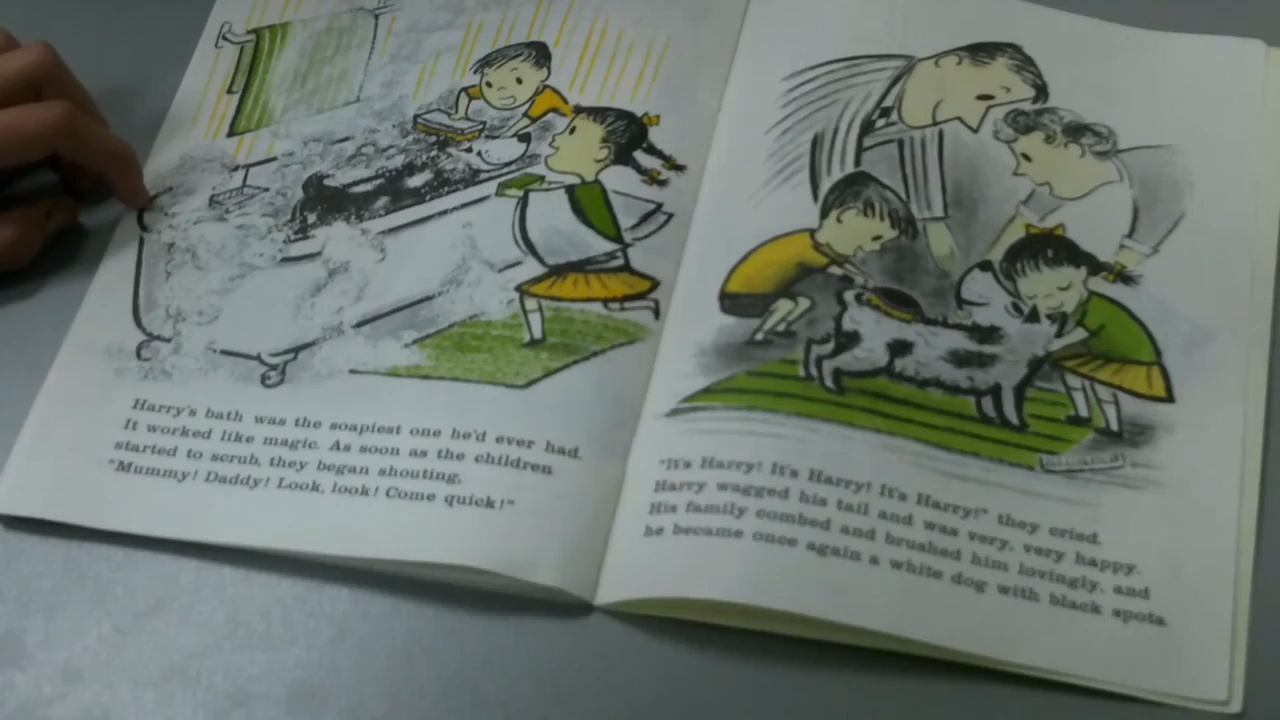 Harry's bath was the soapiest one he'd ever had.
It worked like magic. As soon as the children
started to scrub, they began shouting,
"Mummy! Daddy! Look, look! Come quick!"
"It's Harry! It's Harry! It's Harry!" they cried.
Harry wagged his tail and was very, very happy.
His family combed and brushed him lovingly, and
he became once again a white dog with black spots.